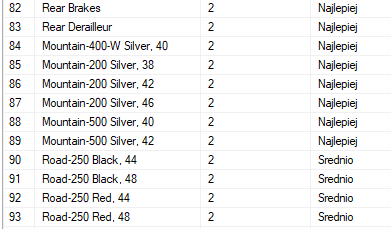 82 Rear Brakes 2 Najlepiej
83 Rear Derailleur 2 Najlepiej
84 Mountain-400-W Silver, 40 2 Najlepiej
85 Mountain-200 Silver, 38 2 Najlepiej
86 Mountain-200 Silver, 42 2 Najlepiej
87 Mountain-200 Silver, 46 2 Najlepiej
88 Mountain-500 Silver, 40 2 Najlepiej
89 Mountain-500 Silver, 42 2 Najlepiej
90 Road-250 Black, 44 2 Srednio
91 Road-250 Black, 48 2 Srednio
92 Road-250 Red, 44 2 Srednio
93 Road-250 Red, 48 2 Srednio